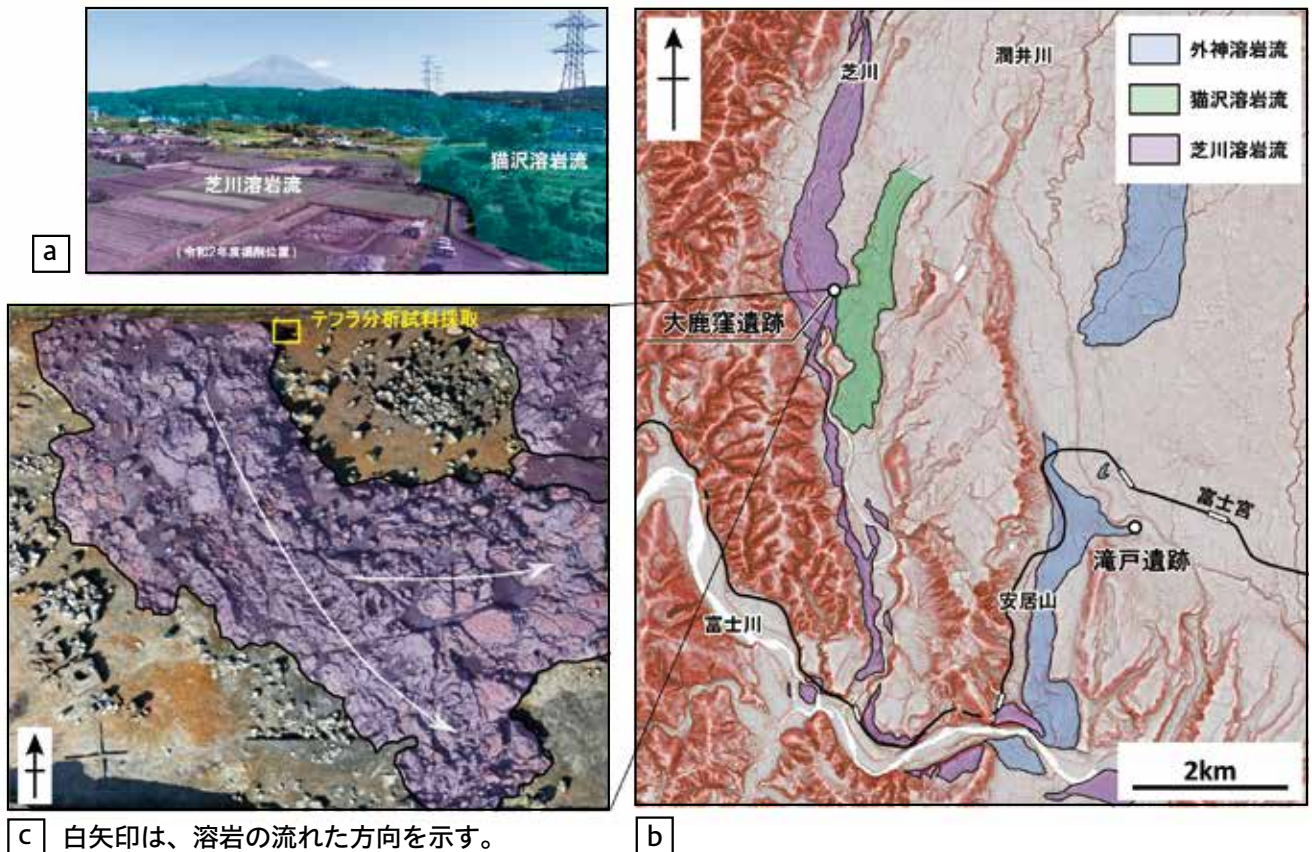 猫沢溶岩流
芝川溶岩流
(令和2年度掘削位置)
a
テフラ分析試料採取
c 白矢印は、溶岩の流れた方向を示す。
芝川
潤井川
外神溶岩流
猫沢溶岩流
芝川溶岩流
大鹿窪遺跡
富士宮
滝戸遺跡
安居山
富士川
2km
b